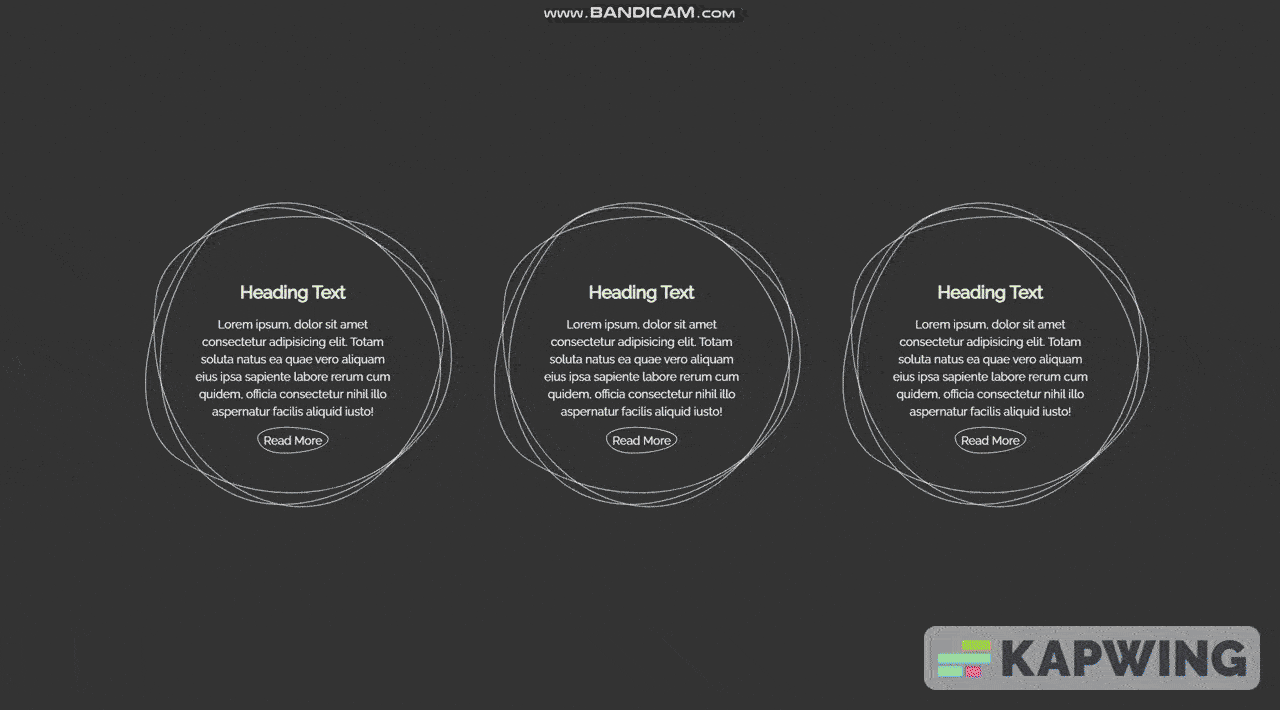 www.BANDICAM.com
Heading Text
Lorem ipsum, dolor sit amet
consectetur adipisicing elit. Totam
soluta natus ea quae vero aliquam
eius ipsa sapiente labore rerum cum
quidem, officia consectetur nihil illo
aspernatur facilis aliquid iusto!
Read More
Heading Text
Lorem ipsum, dolor sit amet
consectetur adipisicing elit. Totam
soluta natus ea quae vero aliquam
eius ipsa sapiente labore rerum cum
quidem, officia consectetur nihil illo
aspernatur facilis aliquid iusto!
Read More
Heading Text
Lorem ipsum, dolor sit amet
consectetur adipisicing elit. Totam
soluta natus ea quae vero aliquam
eius ipsa sapiente labore rerum cum
quidem, officia consectetur nihil illo
aspernatur facilis aliquid iusto!
Read More
KAPWING